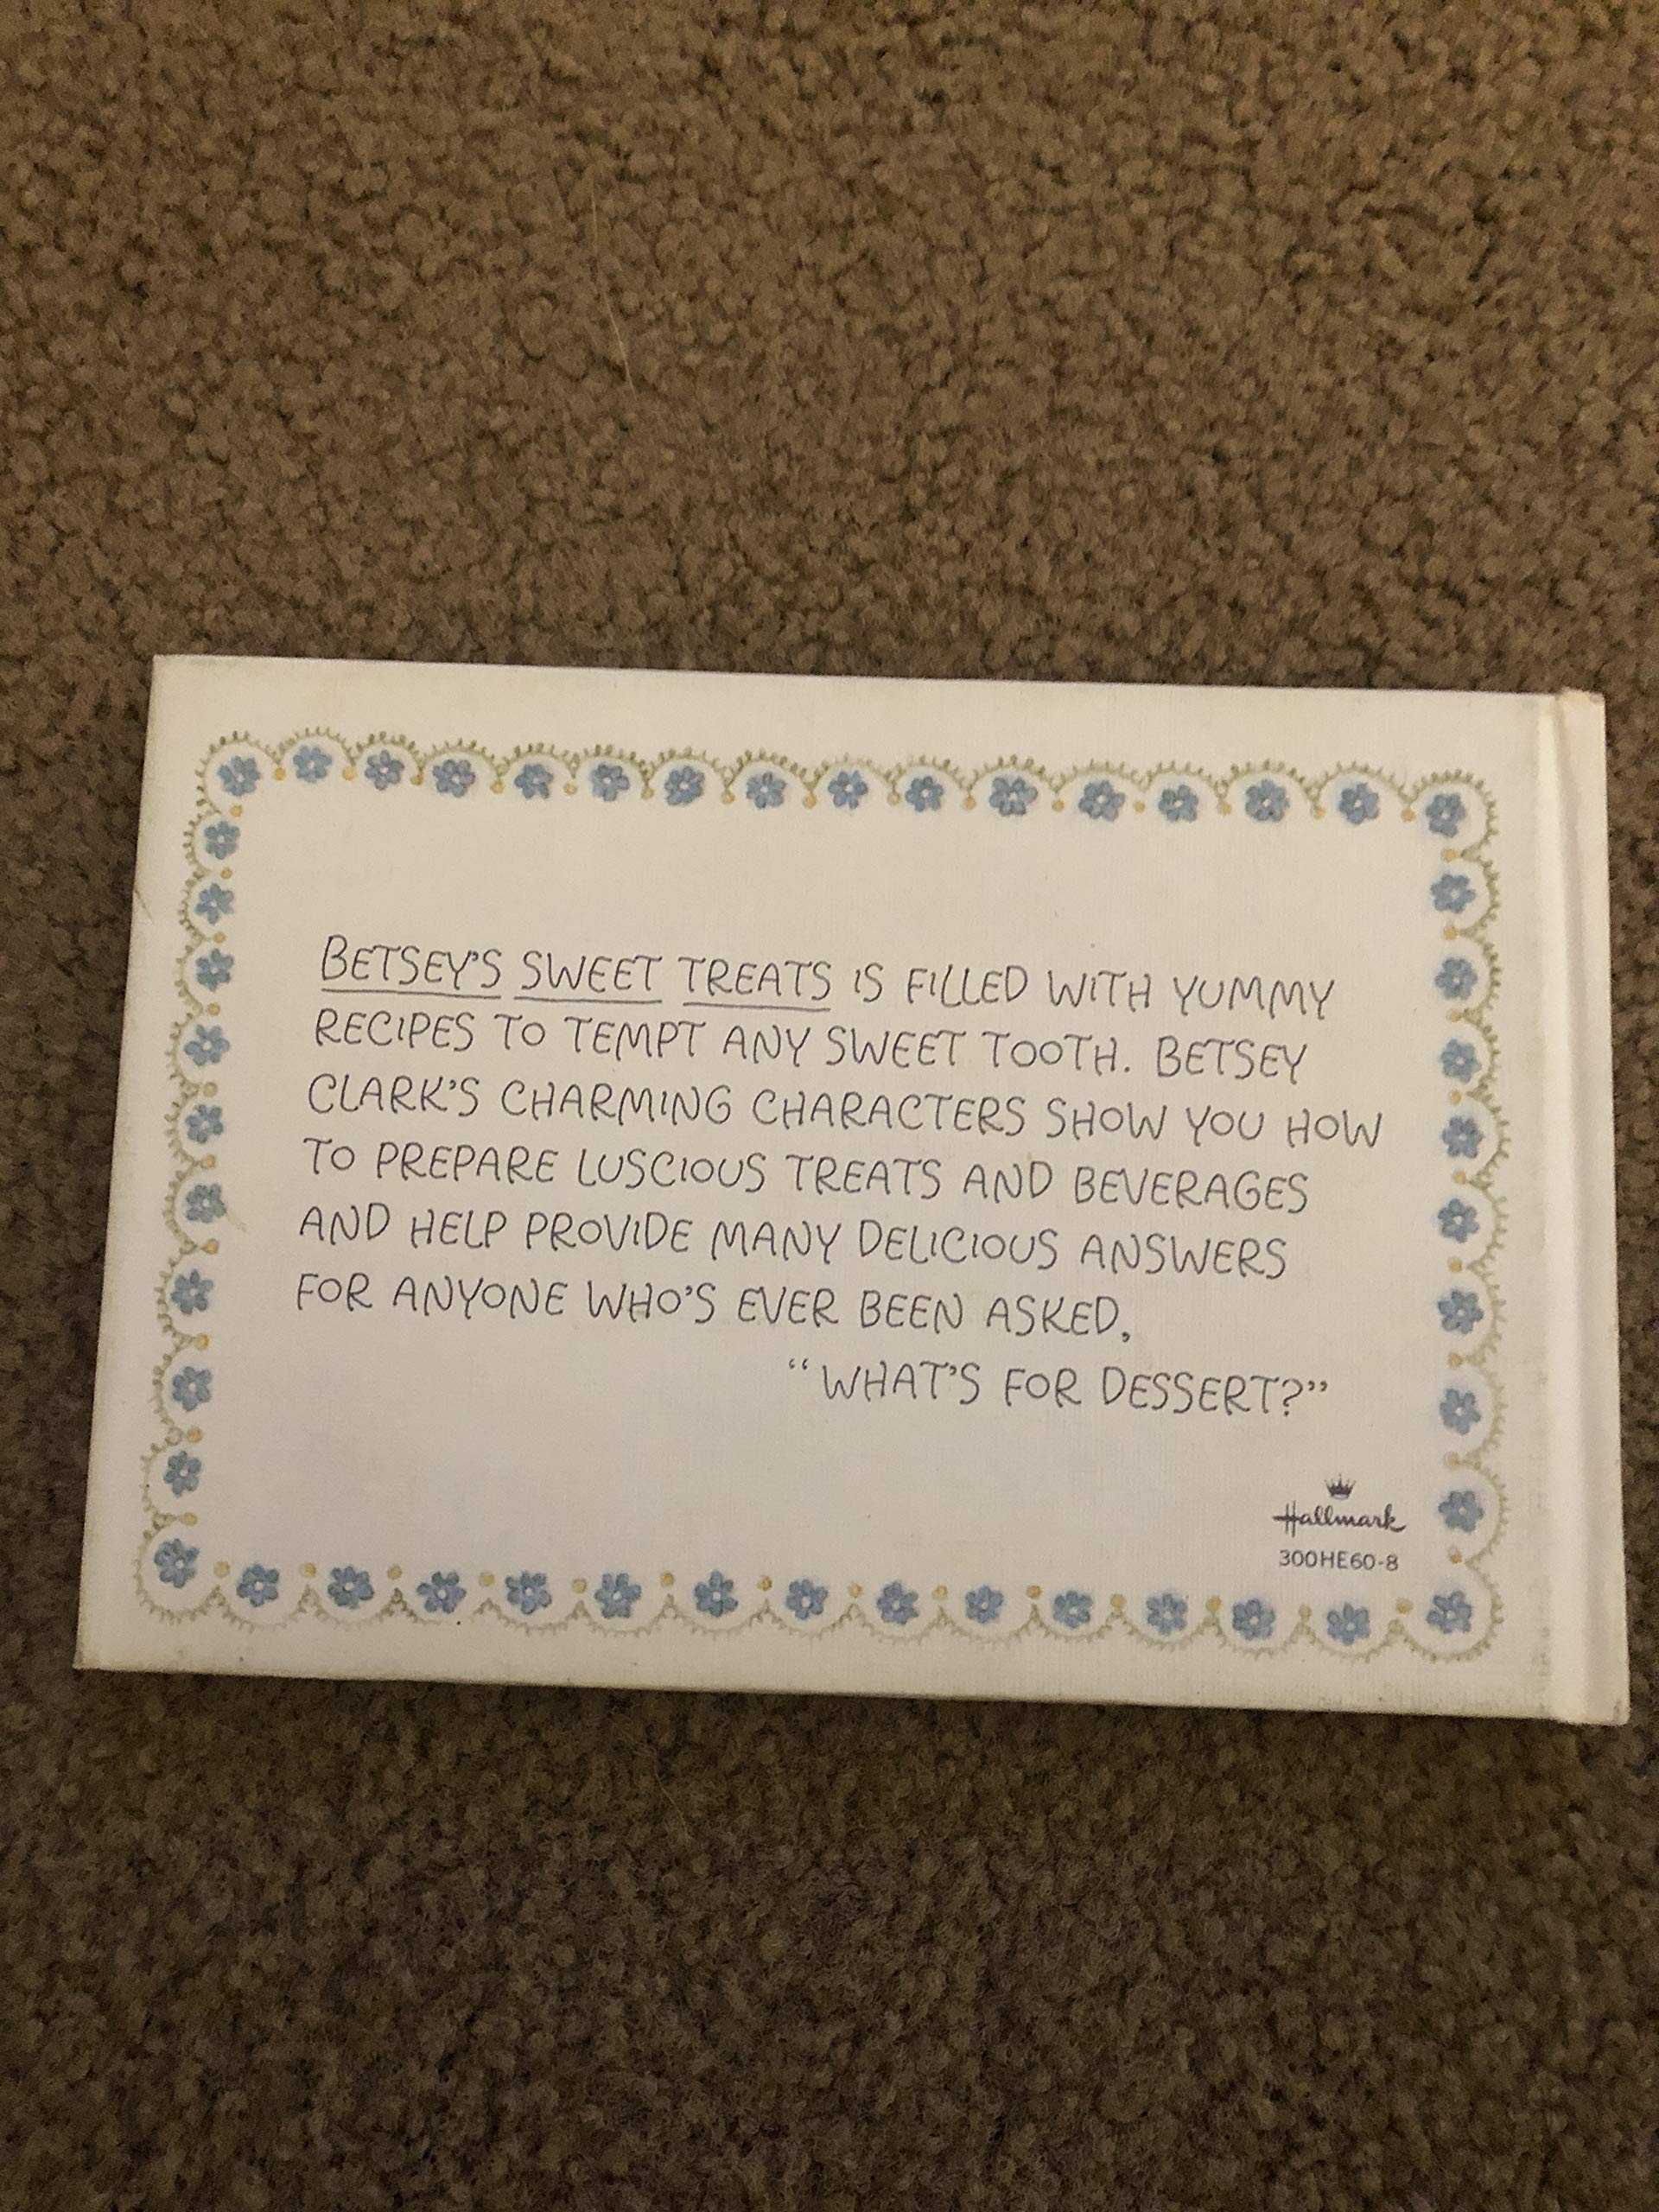 BETSEY'S SWEET TREATS IS FILLED WITH YUMMY
RECIPES TO TEMPT ANY SWEET TOOTH. BETSEY
CLARK'S CHARMING CHARACTERS SHOW YOU HOW
TO PREPARE LUSCIOUS TREATS AND BEVERAGES
AND HELP PROVIDE MANY DELICIOUS ANSWERS
FOR ANYONE WHO'S EVER BEEN ASKED,
"WHAT'S FOR DESSERT?"
Hallmark
300HE60-8